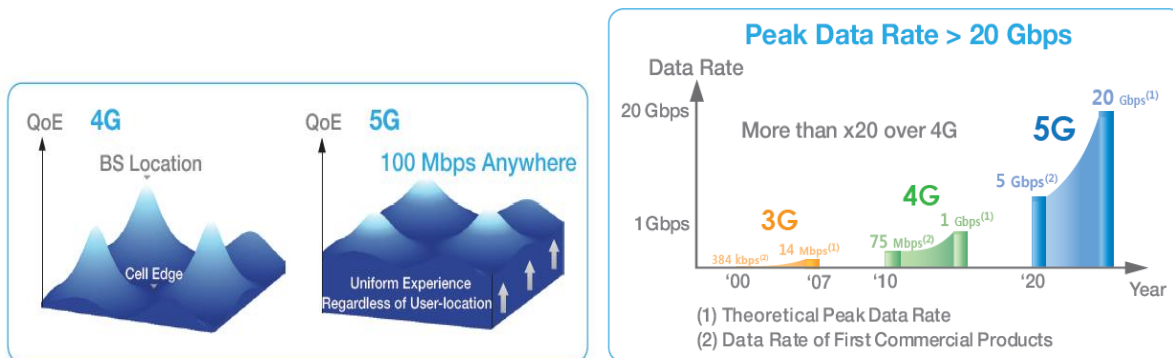 QoE 4G
BS Location
Cell Edge
QoE 5G
100 Mbps Anywhere
Uniform Experience
Regardless of User-location
Peak Data Rate > 20 Gbps
Data Rate
20 Gbps
1 Gbps
More than x20 over 4G
3G
384 kbps(2)
14 Mbps(1)
4G
75 Mbps(2)
1 Gbps(1)
5G
5 Gbps(2)
20 Gbps(1)
‘00 ‘07 ‘10 ‘20 Year
(1) Theoretical Peak Data Rate
(2) Data Rate of First Commercial Products